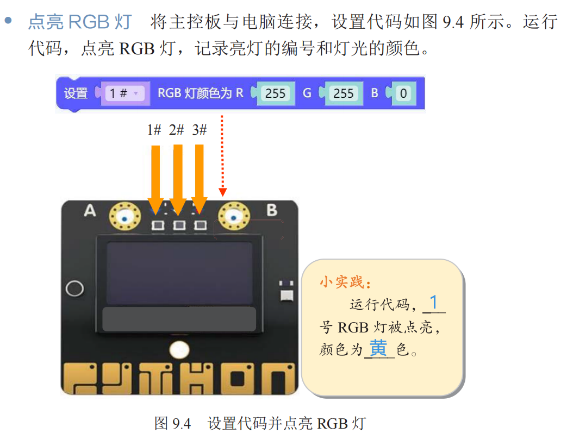 • 点亮 RGB 灯 将主控板与电脑连接，设置代码如图 9.4 所示。运行
代码，点亮 RGB 灯，记录亮灯的编号和灯光的颜色。
设置 1 # RGB 灯颜色为 R 255 G 255 B 0
1# 2# 3#
A B
小实践：
运行代码，1
号 RGB 灯被点亮，
颜色为黄色。
PYTHON
图 9.4 设置代码并点亮 RGB 灯